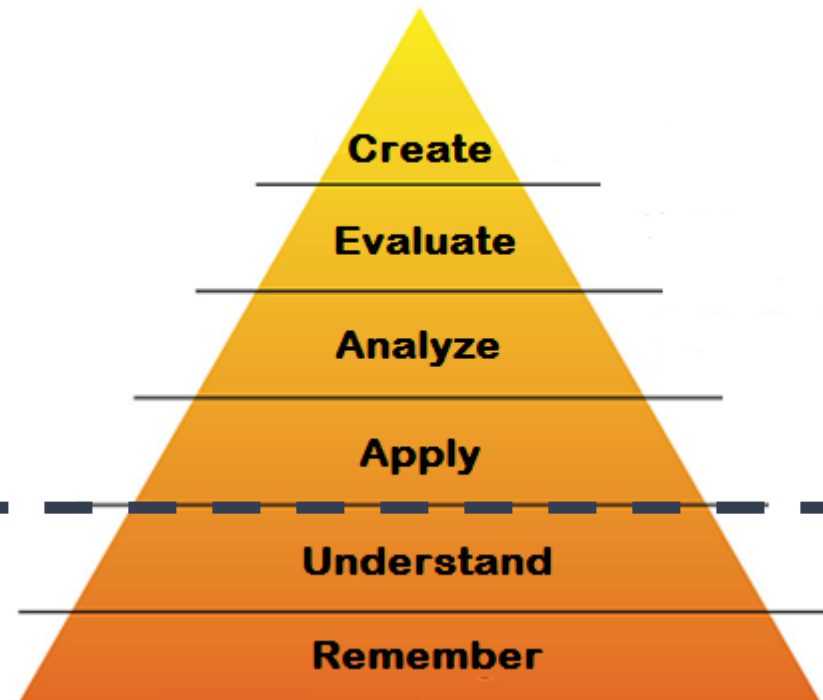 Create
Evaluate
Analyze
Apply
Understand
Remember